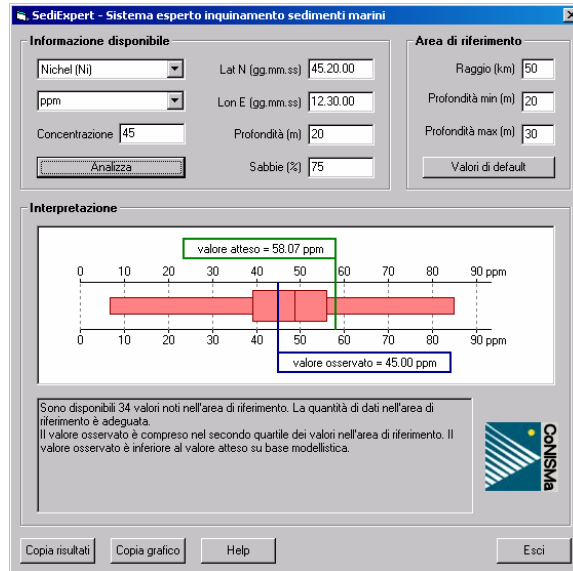 SediExpert - Sistema esperto inquinamento sedimenti marini
Informazione disponibile
Nichel (Ni)
Lat N (gg.mm.ss) 45.20.00
ppm
Lon E (gg.mm.ss) 12.30.00
Concentrazione 45
Profondità (m) 20
Analizza
Sabbie (%) 75
Area di riferimento
Raggio (km) 50
Profondità min (m) 20
Profondità max (m) 30
Valori di default
Interpretazione
valore atteso = 58.07 ppm
0 10 20 30 40 50 60 70 80 90 ppm
0 10 20 30 40 50 60 70 80 90 ppm
valore osservato = 45.00 ppm
Sono disponibili 34 valori noti nell'area di riferimento. La quantità di dati nell'area di
riferimento è adeguata.
Il valore osservato è compreso nel secondo quartile dei valori nell'area di riferimento. Il
valore osservato è inferiore al valore atteso su base modellistica.
CoNISMa
Copia risultati
Copia grafico
Help
Esci